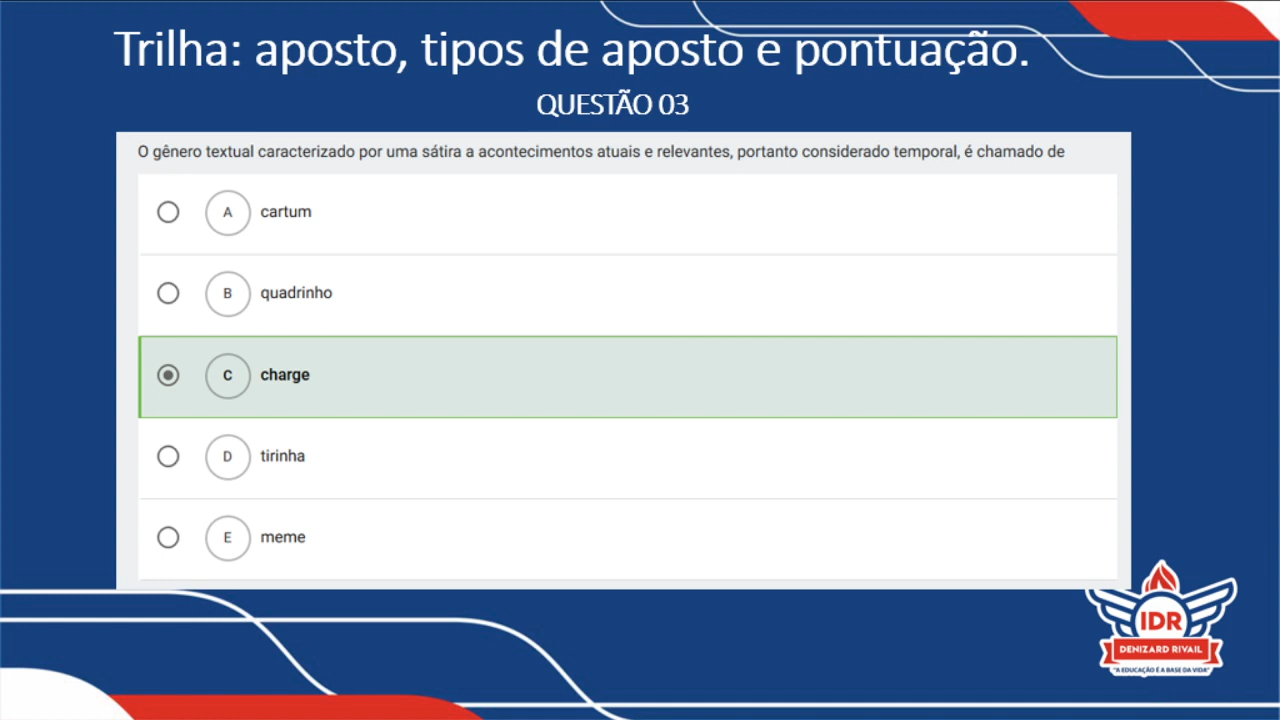 Trilha: aposto, tipos de aposto e pontuação.
QUESTÃO 03
O gênero textual caracterizado por uma sátira a acontecimentos atuais e relevantes, portanto considerado temporal, é chamado de
A cartum
B quadrinho
C charge
D tirinha
E meme
IDR
DENIZARD RIVAIL
"A EDUCAÇÃO É A BASE DA VIDA"